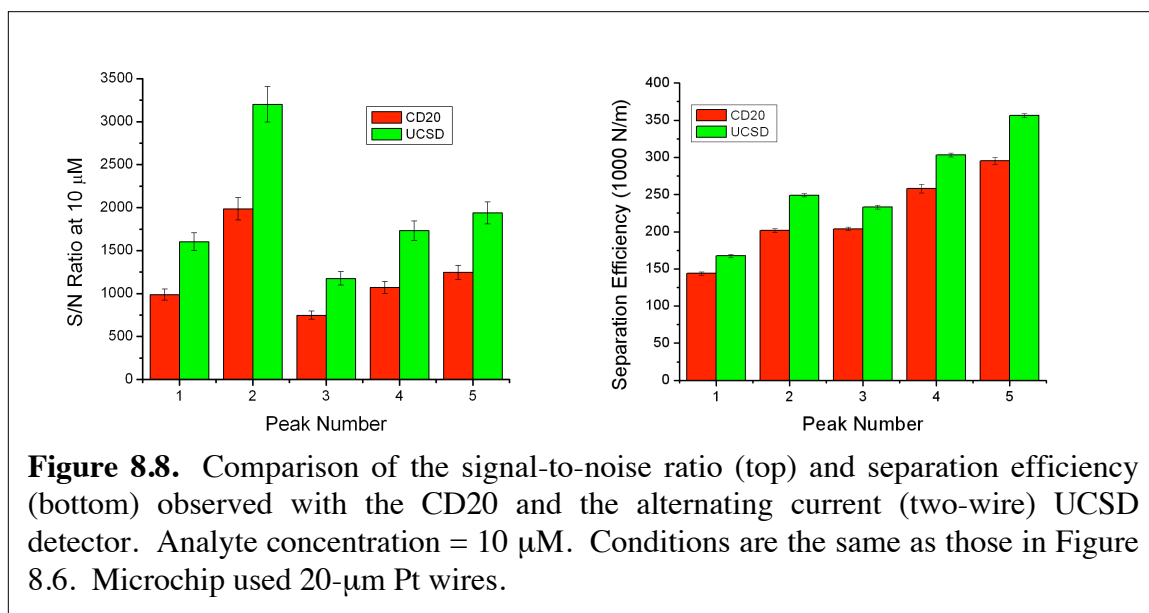 3500
3000
2500
2000
1500
1000
500
0
S/N Ratio at 10 μM
CD20
UCSD
1 2 3 4 5
Peak Number
400
350
300
250
200
150
100
50
0
Separation Efficiency (1000 N/m)
CD20
UCSD
1 2 3 4 5
Peak Number
Figure 8.8. Comparison of the signal-to-noise ratio (top) and separation efficiency
(bottom) observed with the CD20 and the alternating current (two-wire) UCSD
detector. Analyte concentration = 10 μM. Conditions are the same as those in Figure
8.6. Microchip used 20-μm Pt wires.